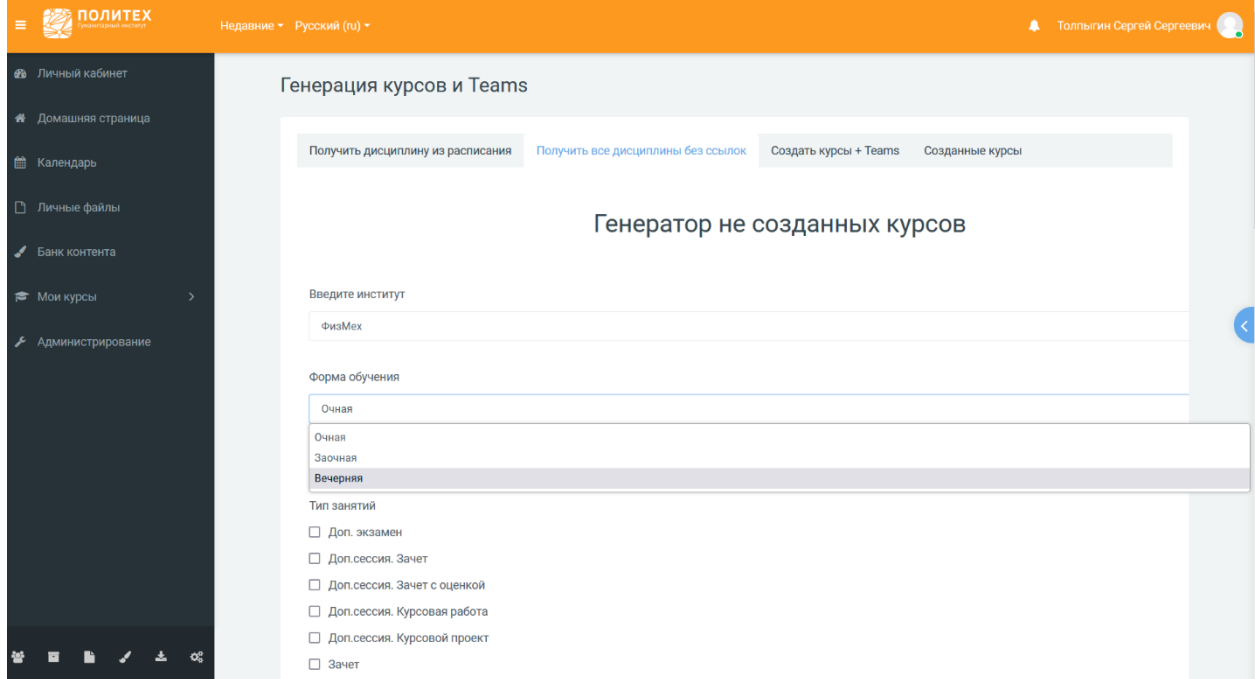 ПОЛИТЕХ
Гуманитарный институт
Недавние Русский (ru)
Толпыгин Сергей Сергеевич
Личный кабинет
Домашняя страница
Календарь
Личные файлы
Банк контента
Мои курсы
Администрирование
Генерация курсов и Teams
Получить дисциплину из расписания Получить все дисциплины без ссылок Создать курсы + Teams Созданные курсы
Генератор не созданных курсов
Введите институт
ФизМех
Форма обучения
Очная
Очная
Заочная
Вечерняя
Тип занятий
Доп. экзамен
Доп.сессия. Зачет
Доп.сессия. Зачет с оценкой
Доп.сессия. Курсовая работа
Доп.сессия. Курсовой проект
Зачет